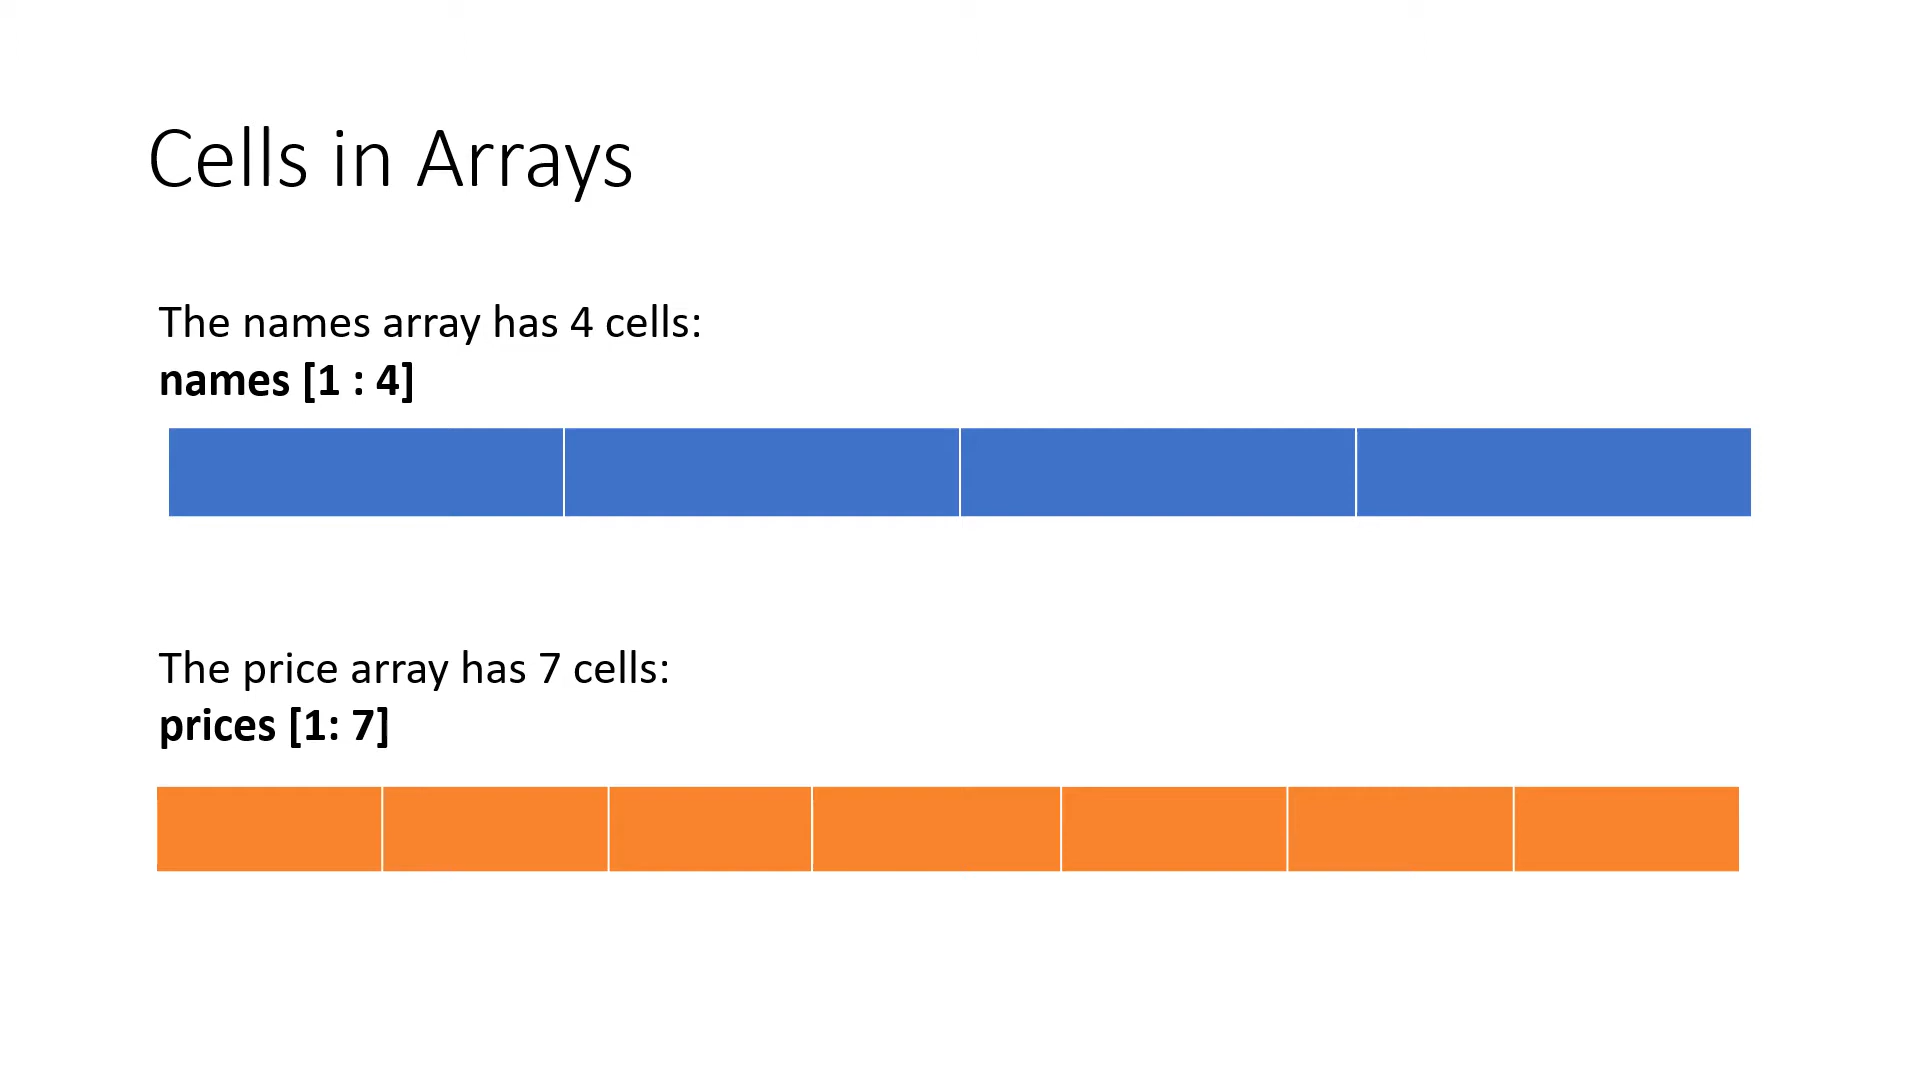 Cells in Arrays
The names array has 4 cells:
names [1 : 4]
The price array has 7 cells:
prices [1: 7]